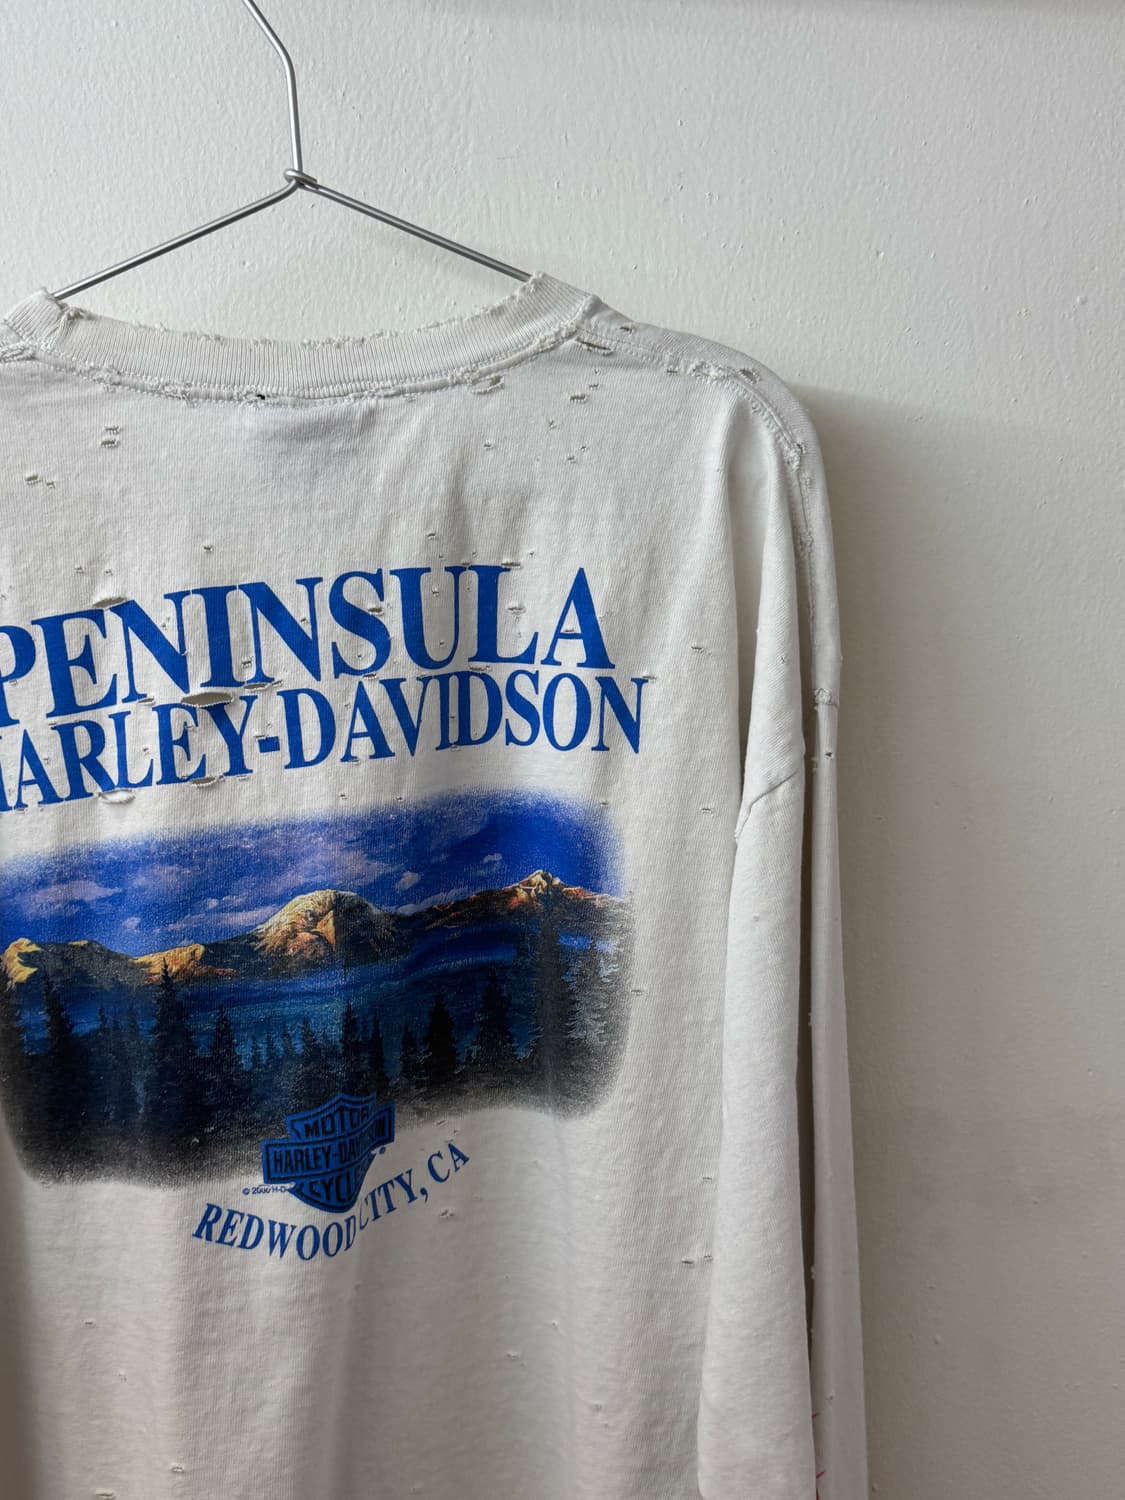 PENINSULA
HARLEY-DAVIDSON
MOTOR
HARLEY-DAVIDSON
CYCLES
REDWOOD CITY, CA